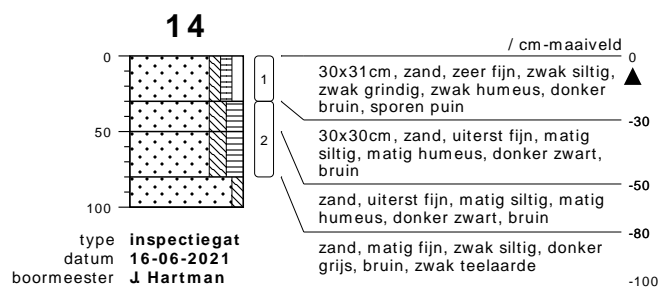 14
/ cm-maaiveld
0
0
1
30x31cm, zand, zeer fijn, zwak siltig,
zwak grindig, zwak humeus, donker
bruin, sporen puin
-30
50
2
30x30cm, zand, uiterst fijn, matig
siltig, matig humeus, donker zwart,
bruin
-50
zand, uiterst fijn, matig siltig, matig
humeus, donker zwart, bruin
-80
100
zand, matig fijn, zwak siltig, donker
grijs, bruin, zwak teelaarde
-100
type inspectiegat
datum 16-06-2021
boormeester J. Hartman